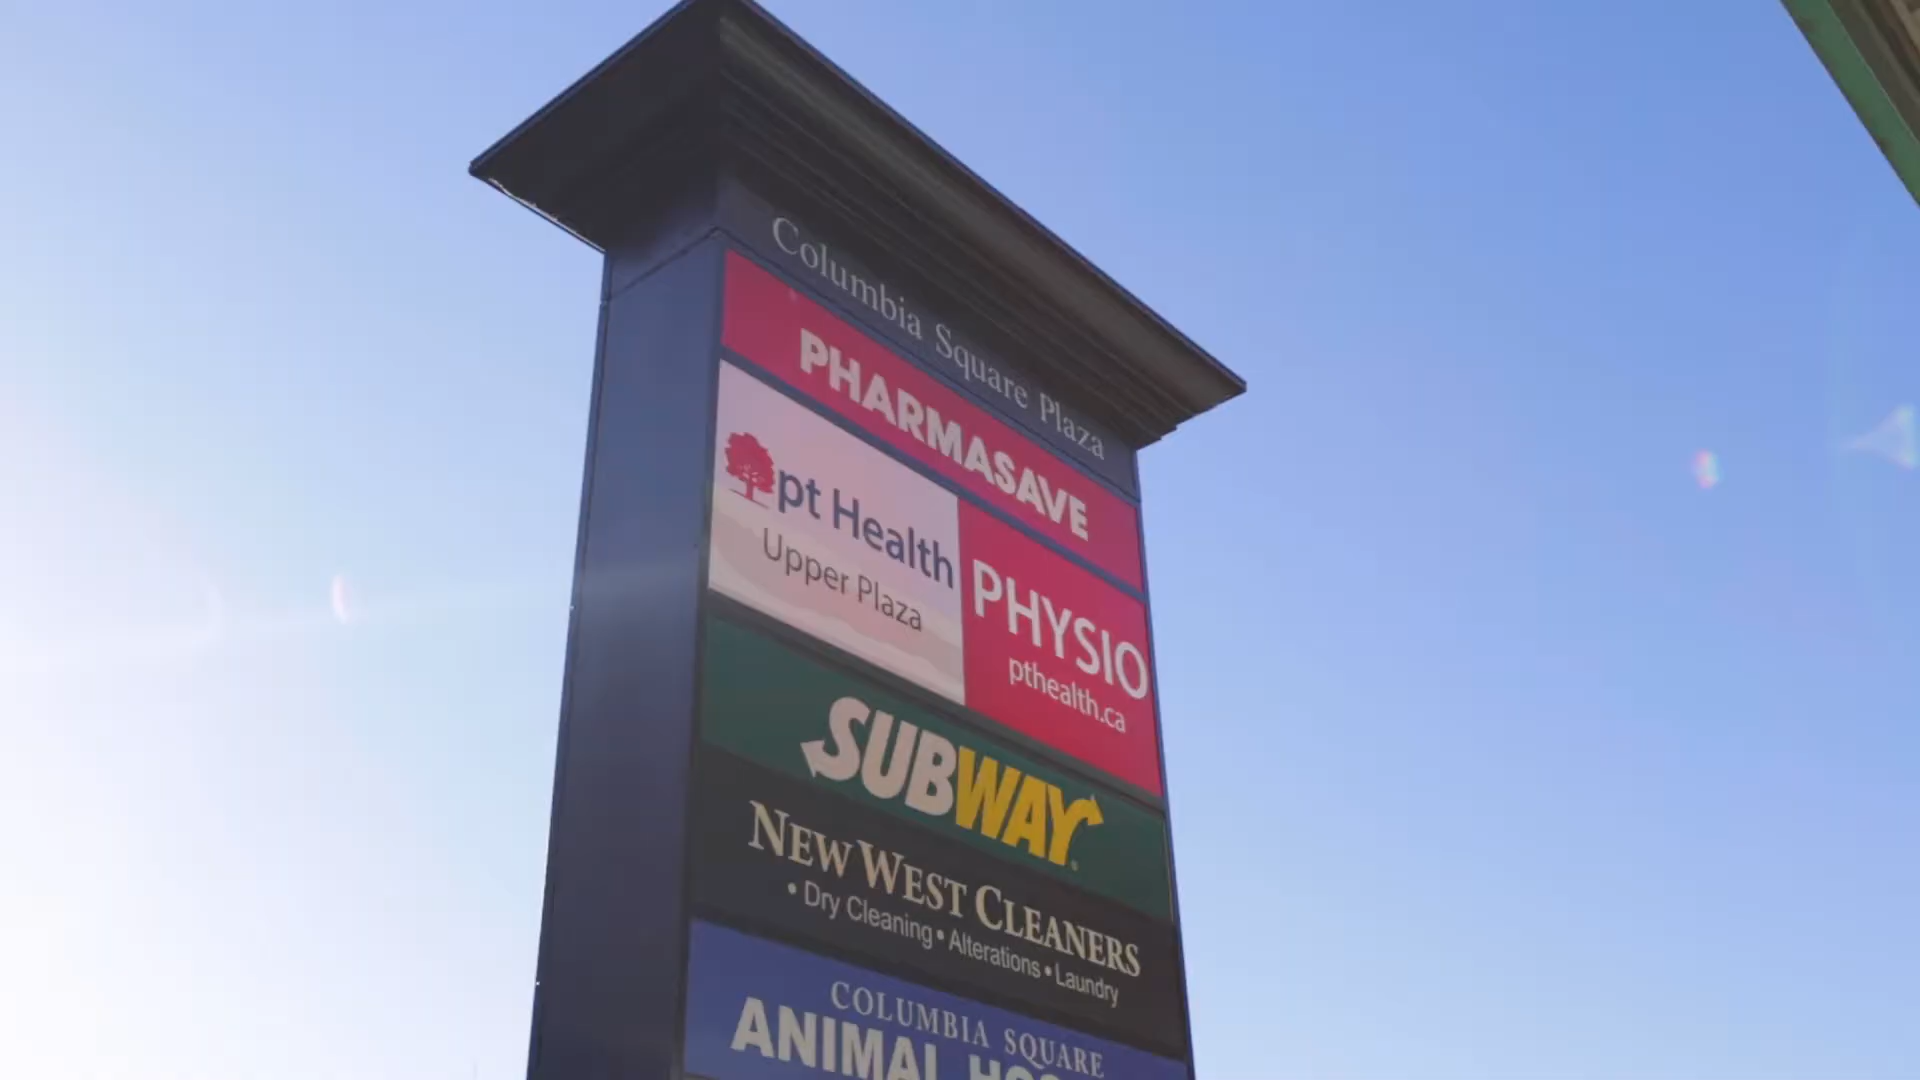 Columbia Square Plaza
PHARMASAVE
pt Health
Upper Plaza
PHYSIO
pthealth.ca
SUBWAY
NEW WEST CLEANERS
• Dry Cleaning • Alterations • Laundry
COLUMBIA SQUARE
ANIMAL